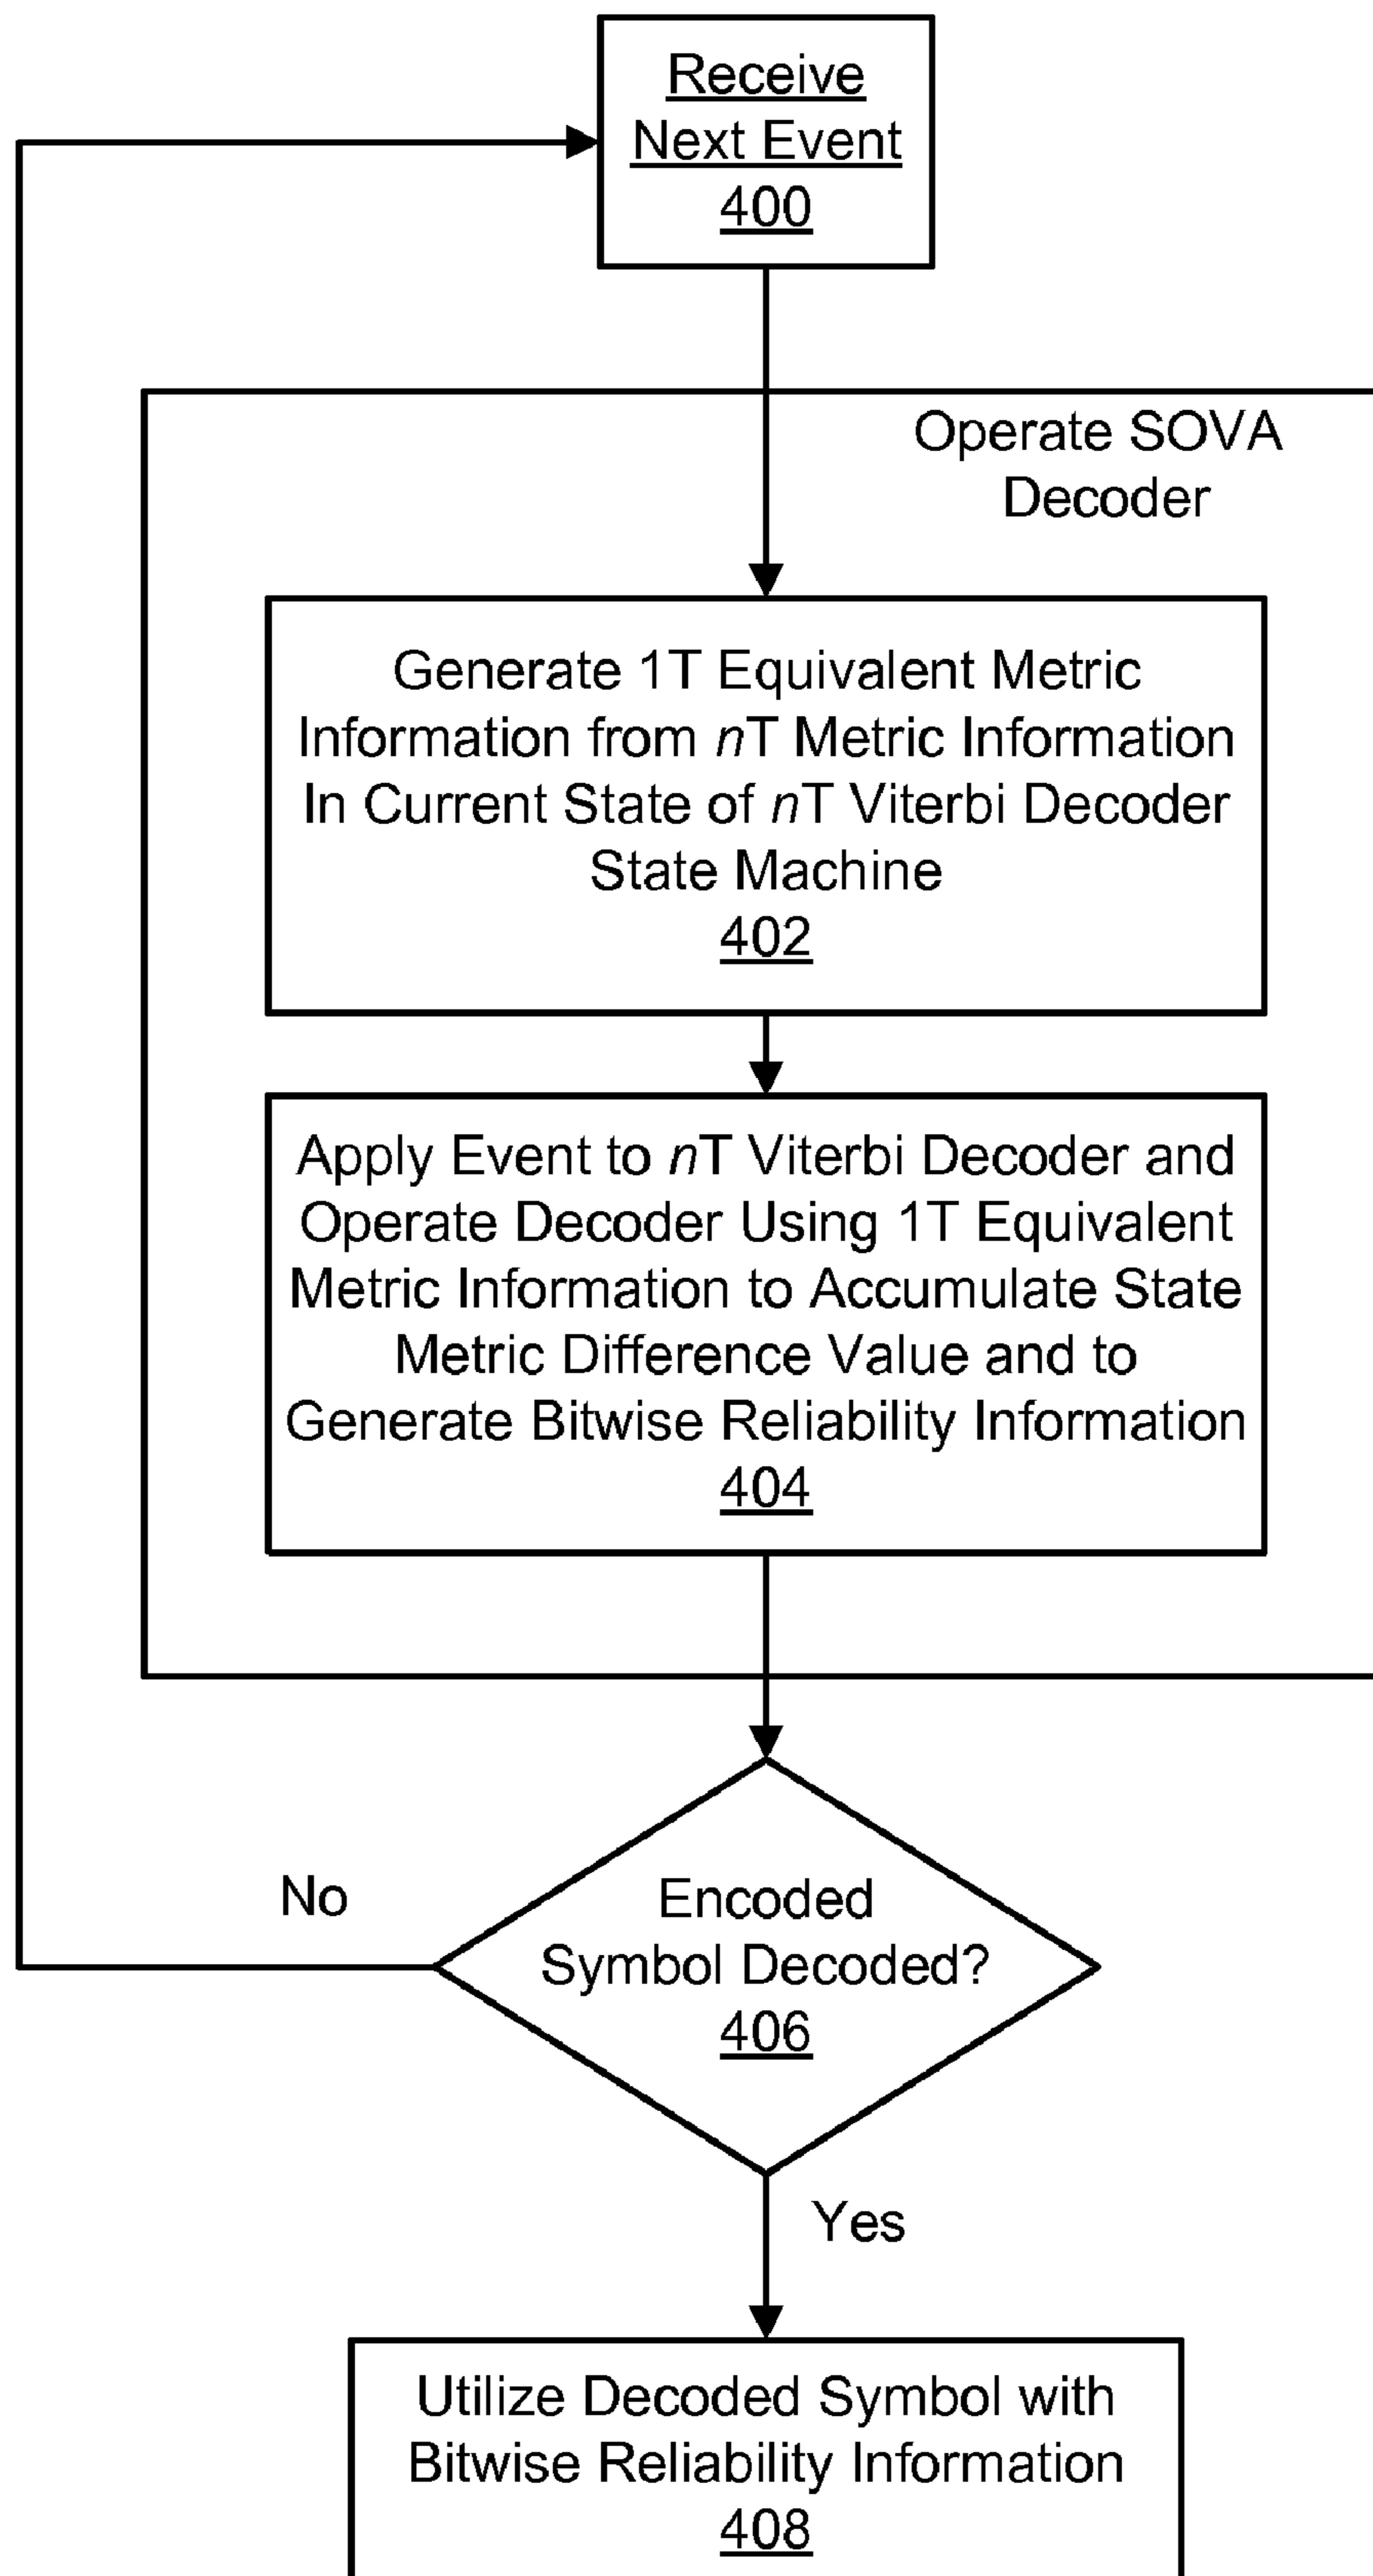 Receive
Next Event
400
Operate SOVA
Decoder
Generate 1T Equivalent Metric
Information from nT Metric Information
In Current State of nT Viterbi Decoder
State Machine
402
Apply Event to nT Viterbi Decoder and
Operate Decoder Using 1T Equivalent
Metric Information to Accumulate State
Metric Difference Value and to
Generate Bitwise Reliability Information
404
No
Encoded
Symbol Decoded?
406
Yes
Utilize Decoded Symbol with
Bitwise Reliability Information
408